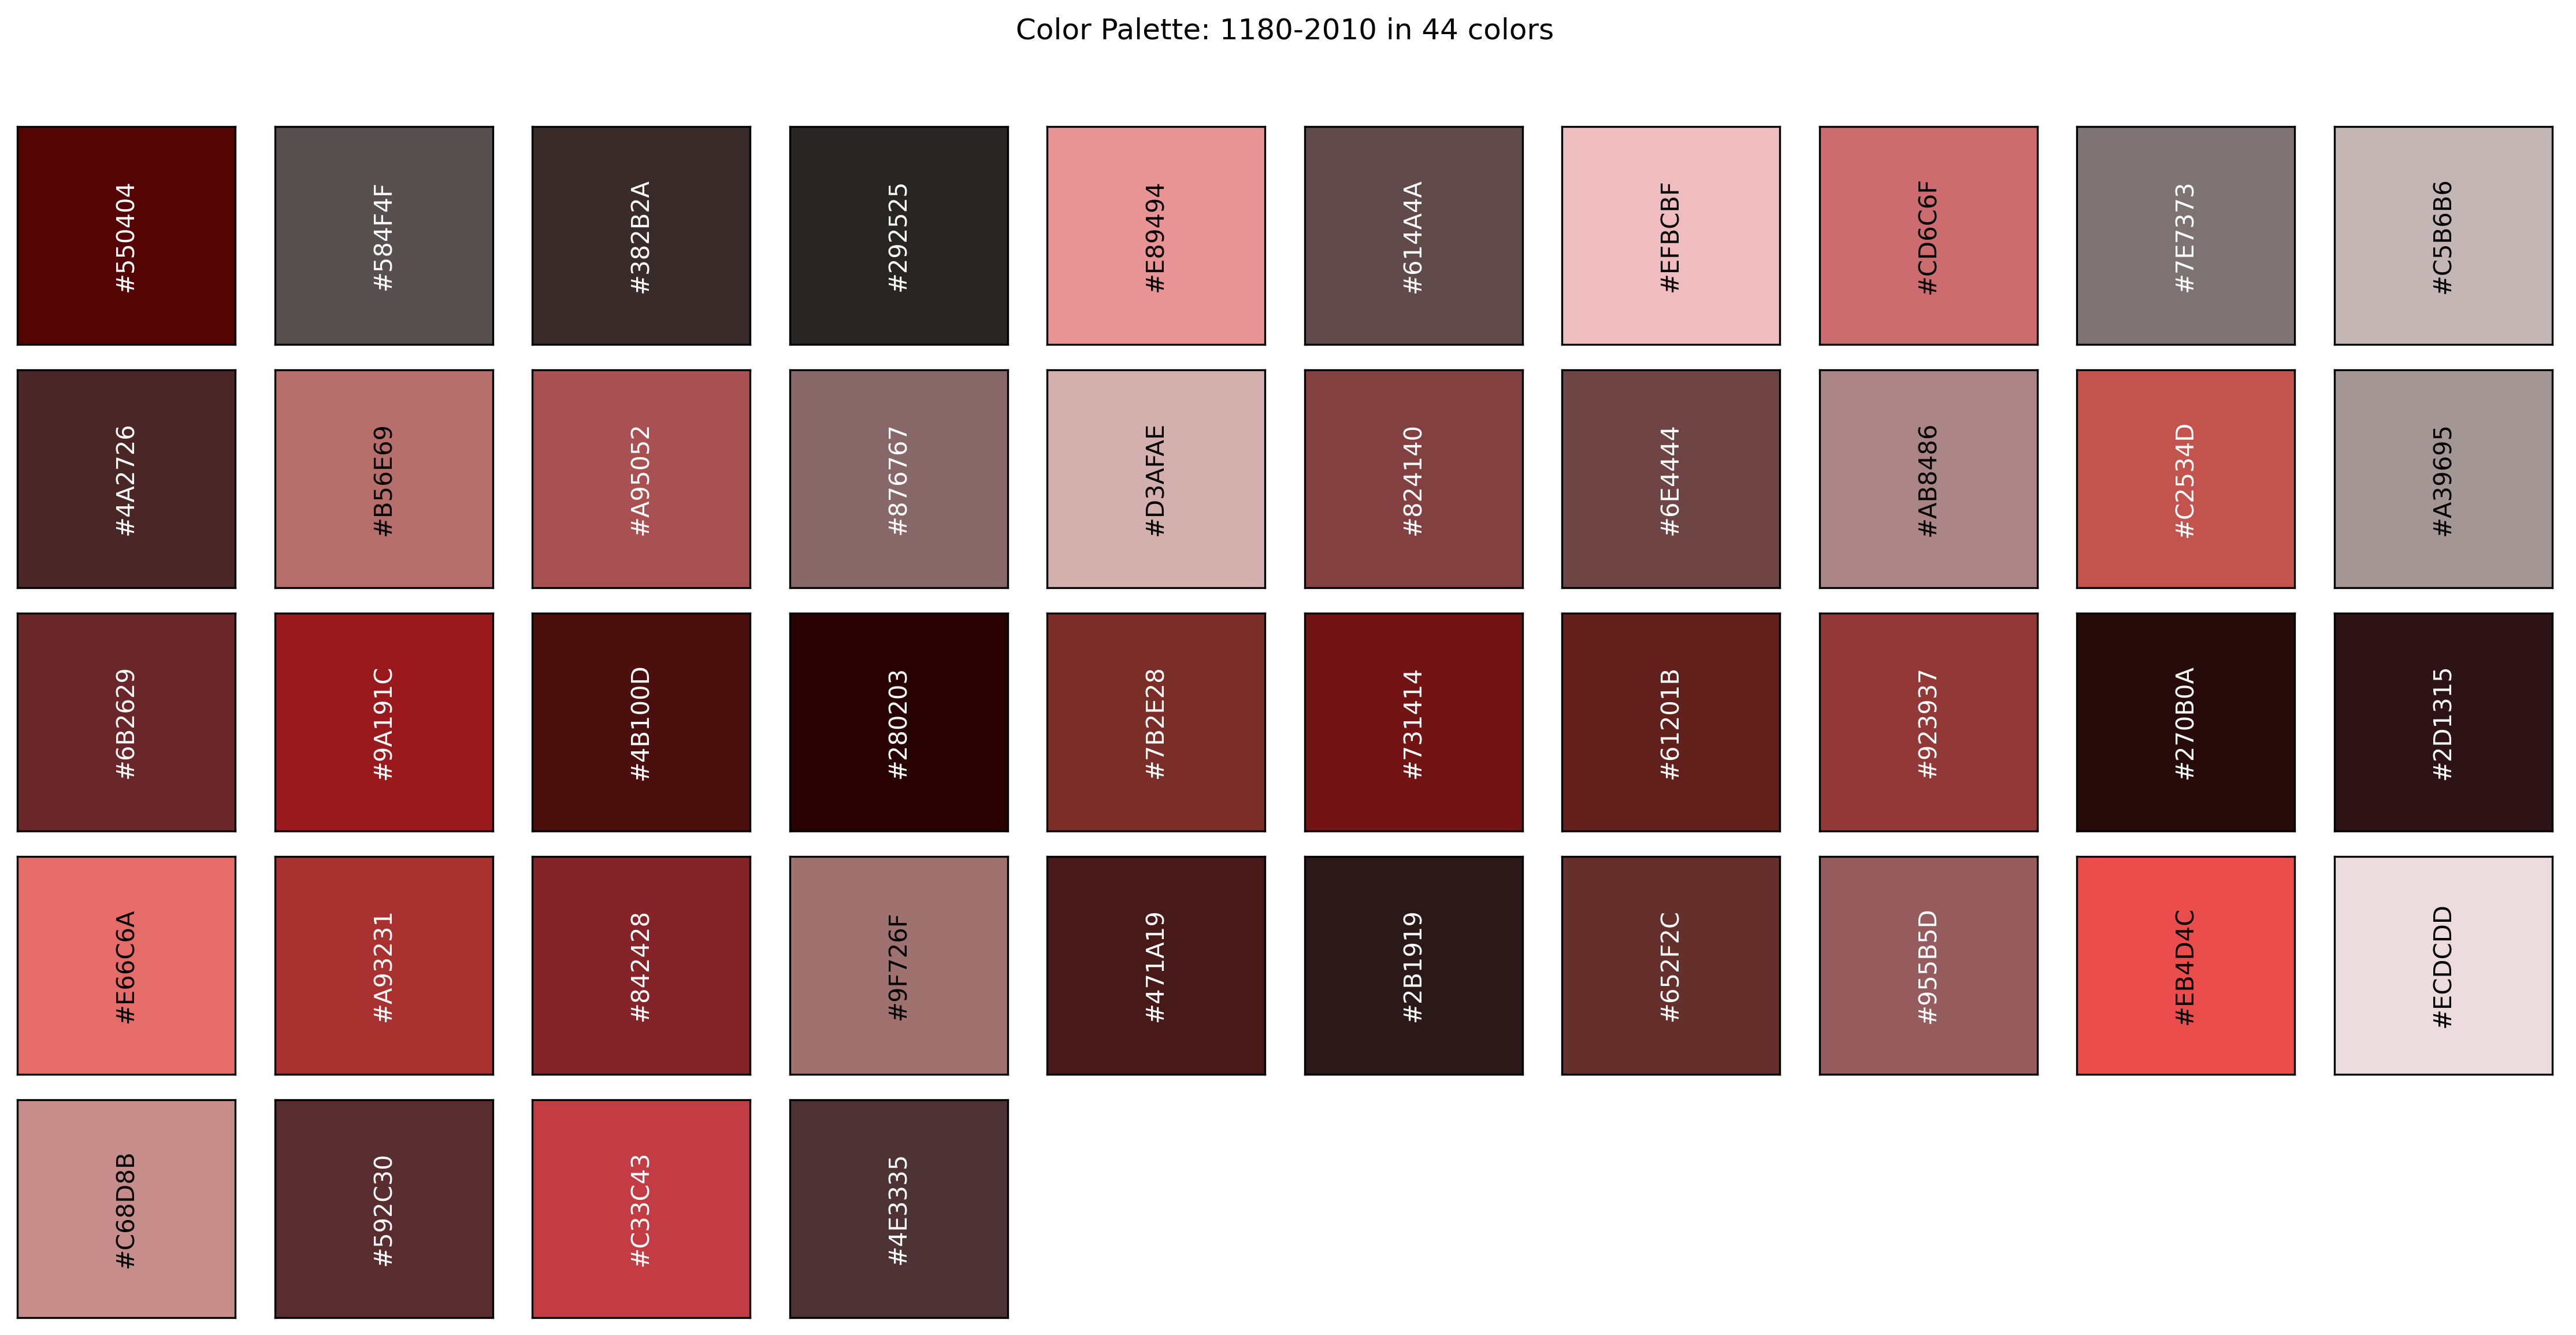 Color Palette: 1180-2010 in 44 colors
#550404
#584F4F
#382B2A
#292525
#E89494
#614A4A
#EFBCBF
#CD6C6F
#7E7373
#C5B6B6
#4A2726
#B56E69
#A95052
#876767
#D3AFAE
#824140
#6E4444
#AB8486
#C2534D
#A39695
#6B2629
#9A191C
#4B100D
#280203
#7B2E28
#731414
#61201B
#923937
#270B0A
#2D1315
#E66C6A
#A93231
#842428
#9F726F
#471A19
#2B1919
#652F2C
#955B5D
#EB4D4C
#ECDCDD
#C68D8B
#592C30
#C33C43
#4E3335